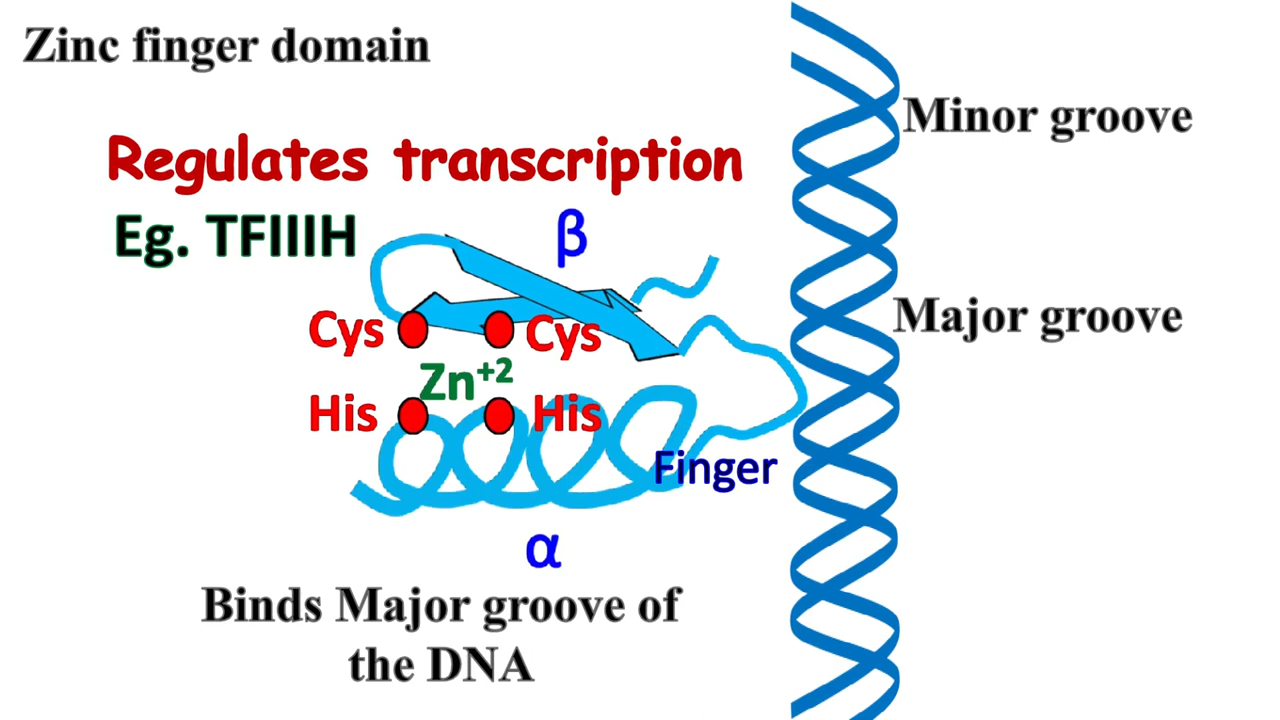 Zinc finger domain
Minor groove
Regulates transcription
Eg. TFIIIH
β
Major groove
Cys
Cys
Zn+2
His
His
Finger
α
Binds Major groove of
the DNA